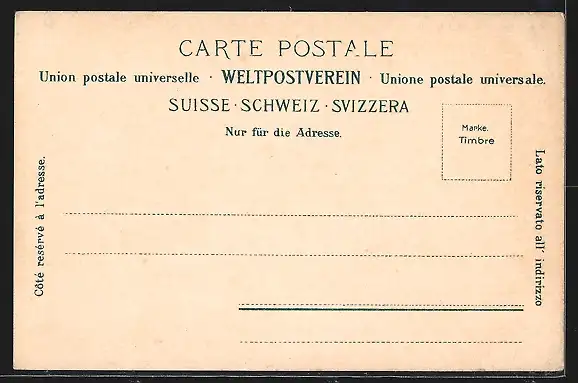 CARTE POSTALE
Union postale universelle · WELTPOSTVEREIN · Unione postale universale.
SUISSE · SCHWEIZ · SVIZZERA
Nur für die Adresse.
Marke.
Timbre
Côté resérvé à l'adresse.
Lato riservato all' indirizzo